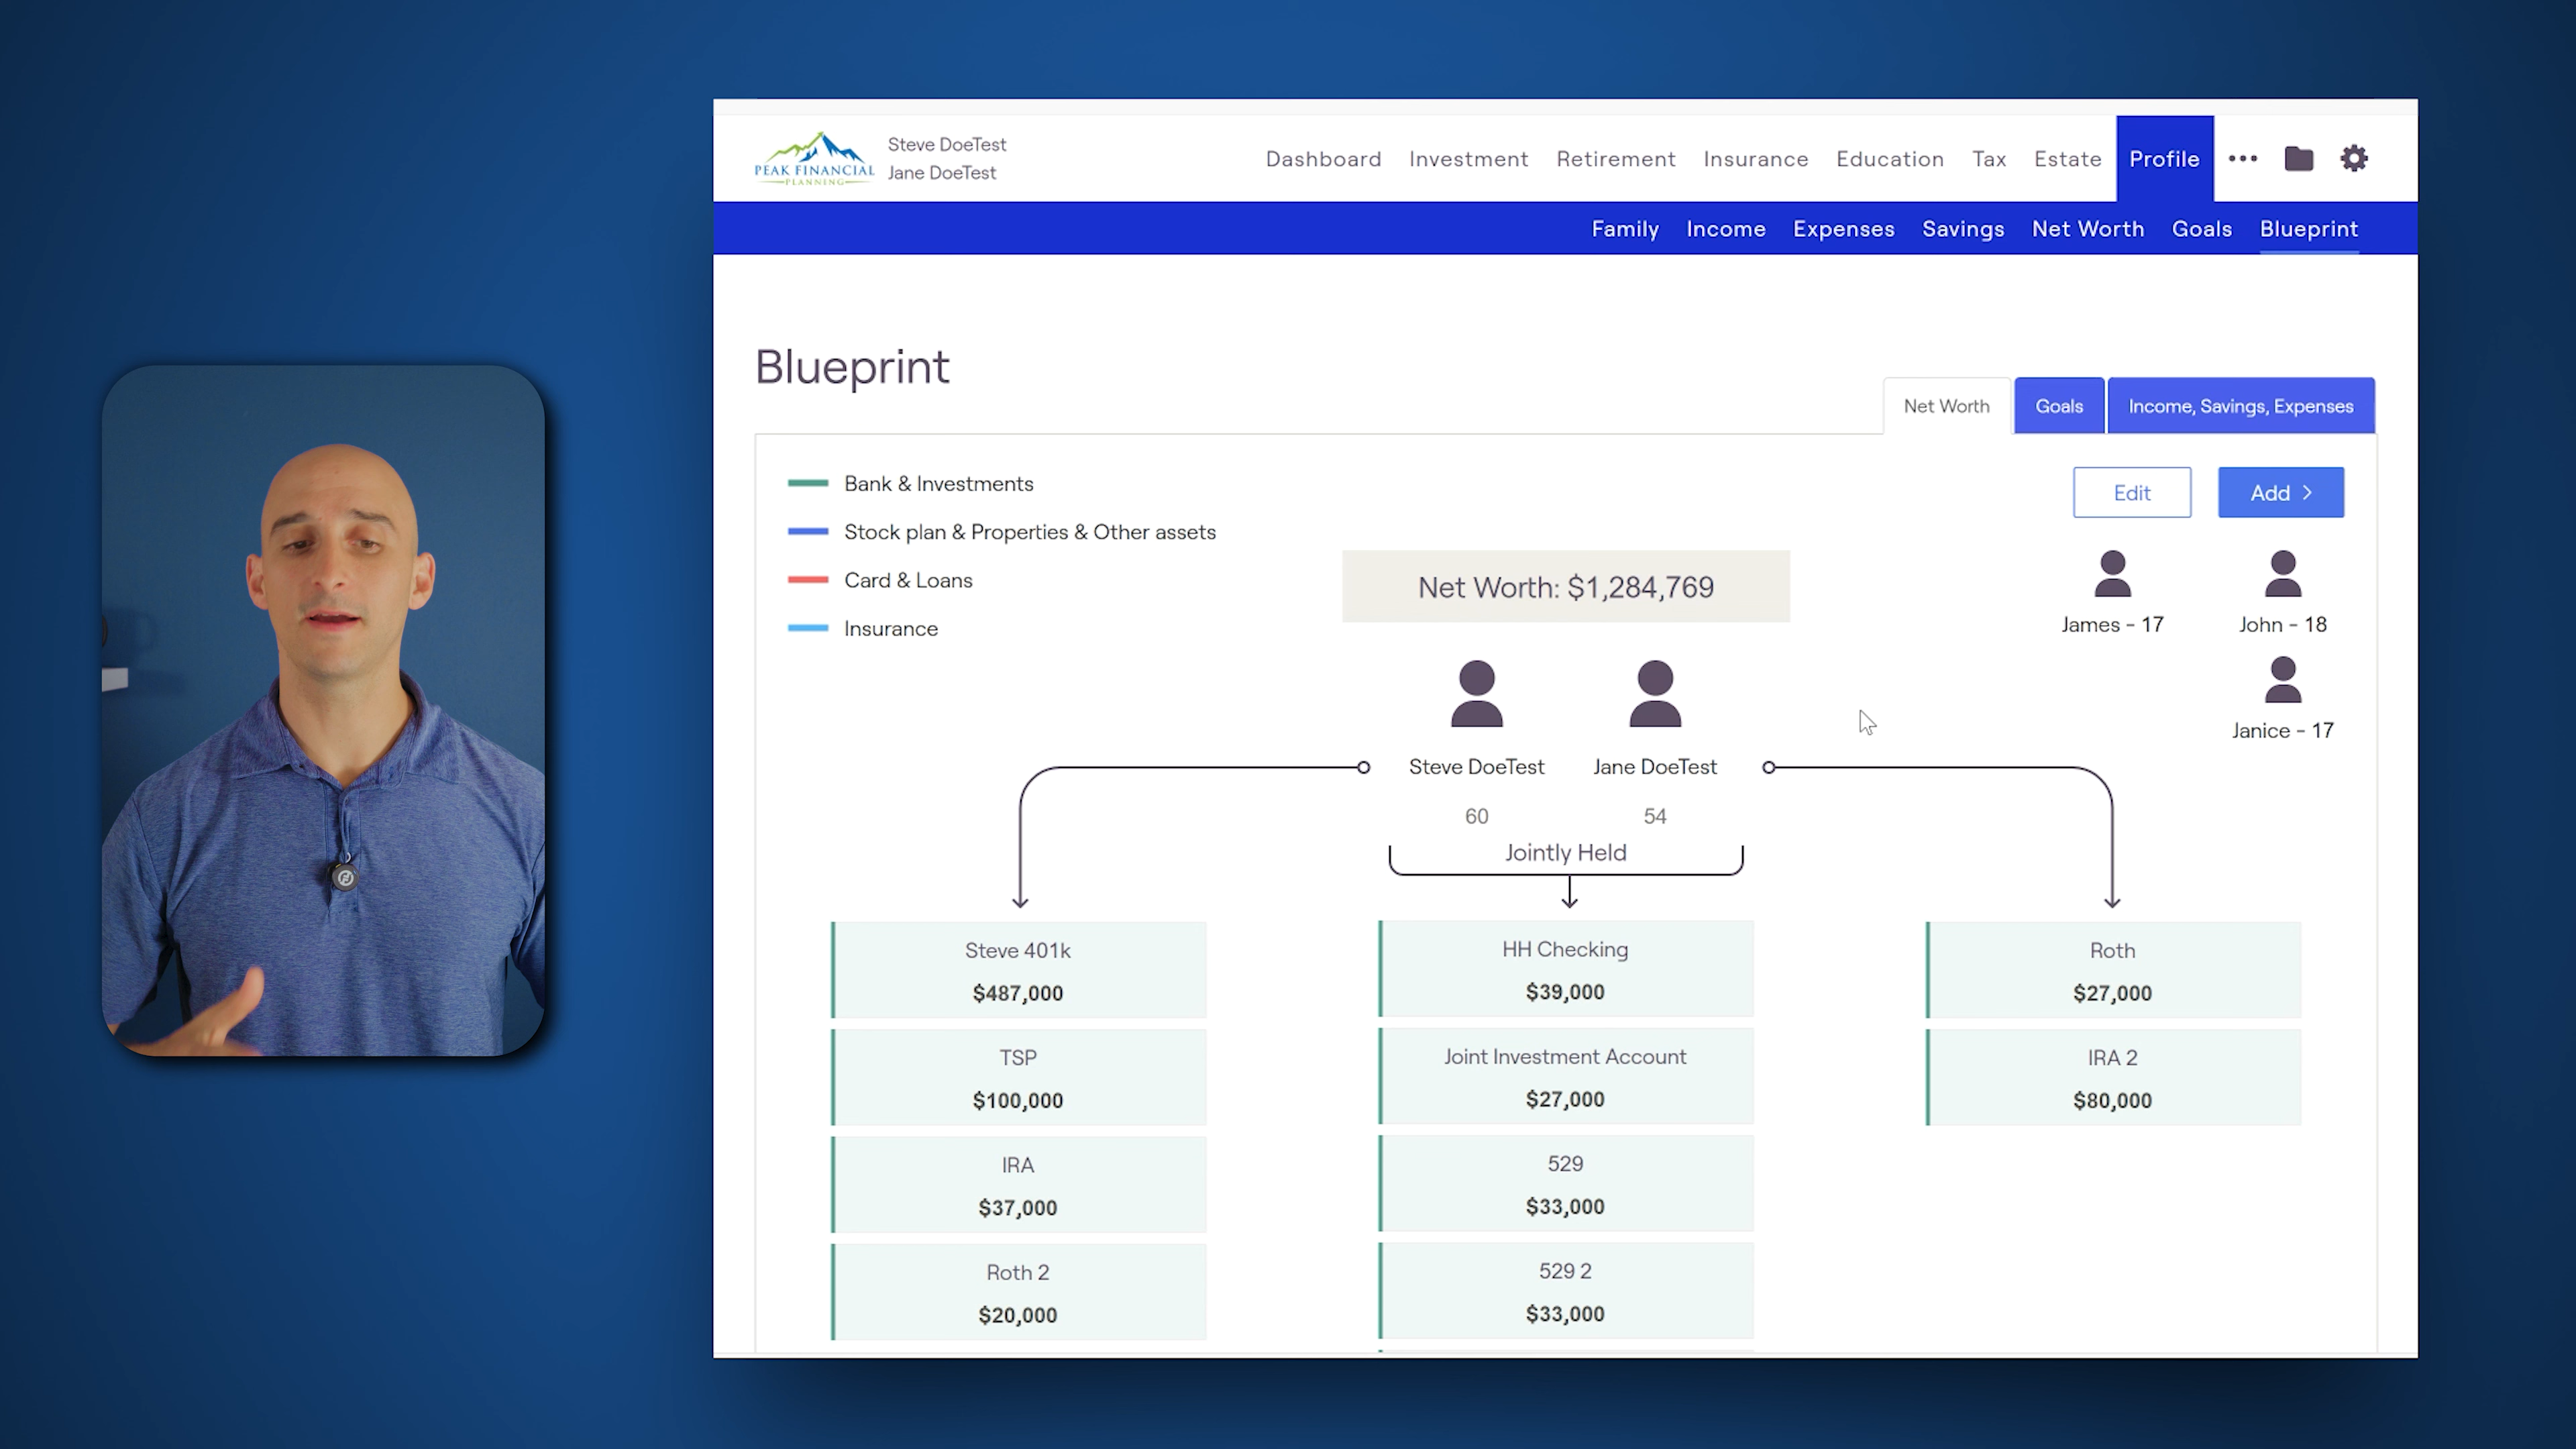 PEAK FINANCIAL
PLANNING
Steve DoeTest
Jane DoeTest
Dashboard Investment Retirement Insurance Education Tax Estate Profile
Family Income Expenses Savings Net Worth Goals Blueprint
Blueprint
Net Worth Goals Income, Savings, Expenses
Bank & Investments
Stock plan & Properties & Other assets
Card & Loans
Insurance
Edit Add >
Net Worth: $1,284,769
James - 17 John - 18
Janice - 17
Steve DoeTest Jane DoeTest
60 54
Jointly Held
Steve 401k
$487,000
TSP
$100,000
IRA
$37,000
Roth 2
$20,000
HH Checking
$39,000
Joint Investment Account
$27,000
529
$33,000
529 2
$33,000
Roth
$27,000
IRA 2
$80,000